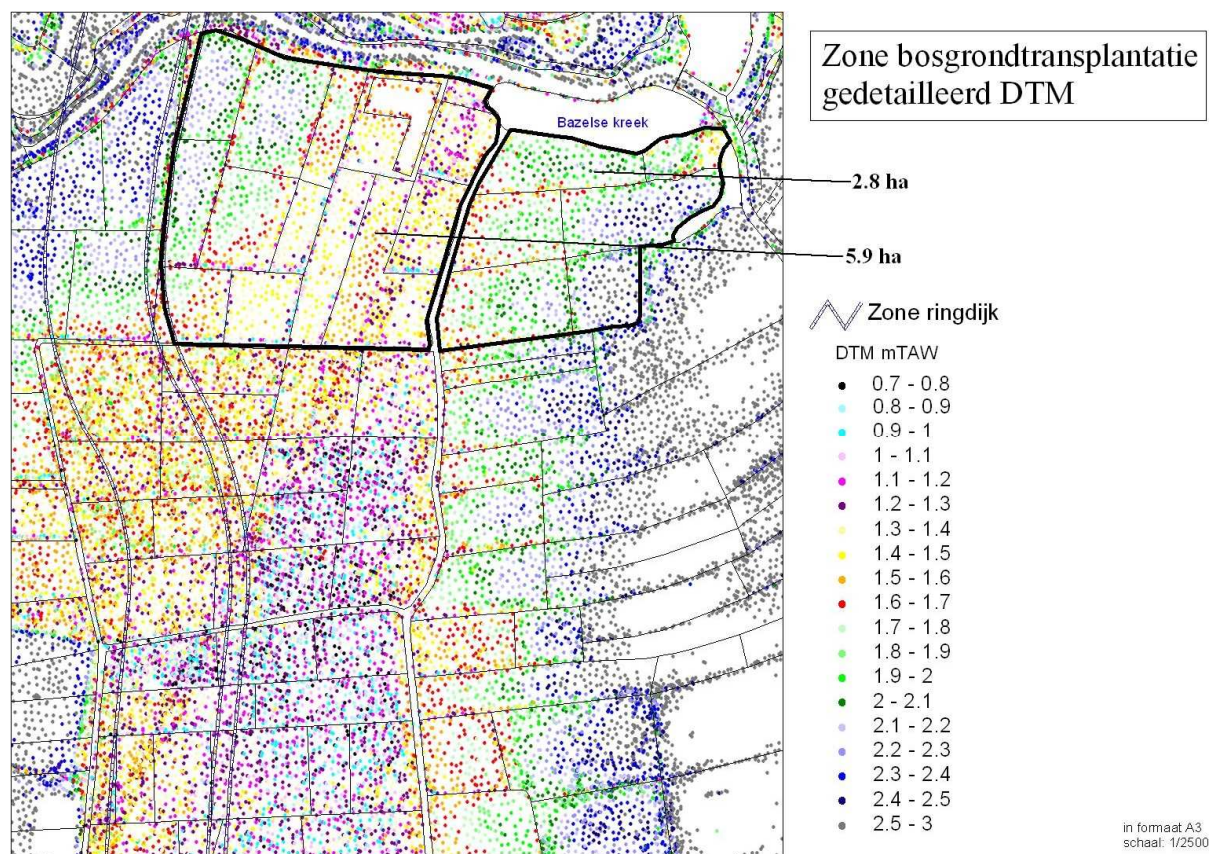 Zone bosgrondtransplantatie
gedetailleerd DTM
Bazelse kreek
2.8 ha
5.9 ha
Zone ringdijk
DTM mTAW
0.7 - 0.8
0.8 - 0.9
0.9 - 1
1 - 1.1
1.1 - 1.2
1.2 - 1.3
1.3 - 1.4
1.4 - 1.5
1.5 - 1.6
1.6 - 1.7
1.7 - 1.8
1.8 - 1.9
1.9 - 2
2 - 2.1
2.1 - 2.2
2.2 - 2.3
2.3 - 2.4
2.4 - 2.5
2.5 - 3
in formaat A3
schaal: 1/2500